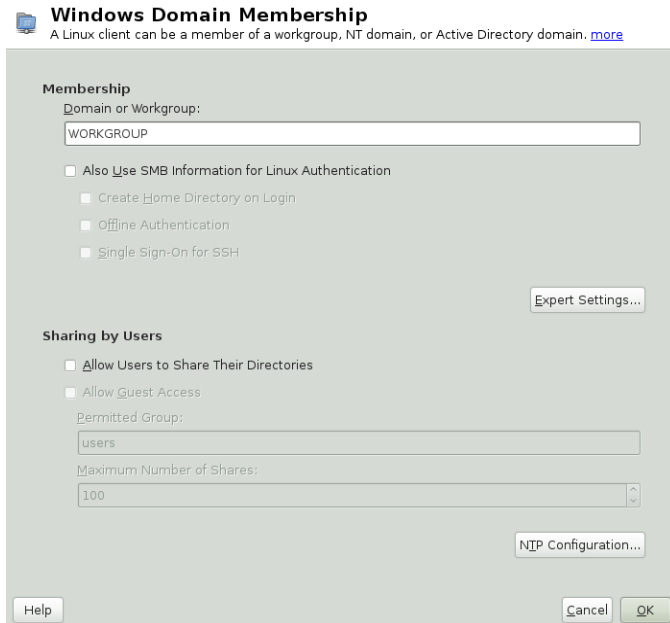 Windows Domain Membership
A Linux client can be a member of a workgroup, NT domain, or Active Directory domain. more
Membership
Domain or Workgroup:
WORKGROUP
Also Use SMB Information for Linux Authentication
Create Home Directory on Login
Offline Authentication
Single Sign-On for SSH
Expert Settings...
Sharing by Users
Allow Users to Share Their Directories
Allow Guest Access
Permitted Group:
users
Maximum Number of Shares:
100
NTP Configuration...
Help
Cancel
OK